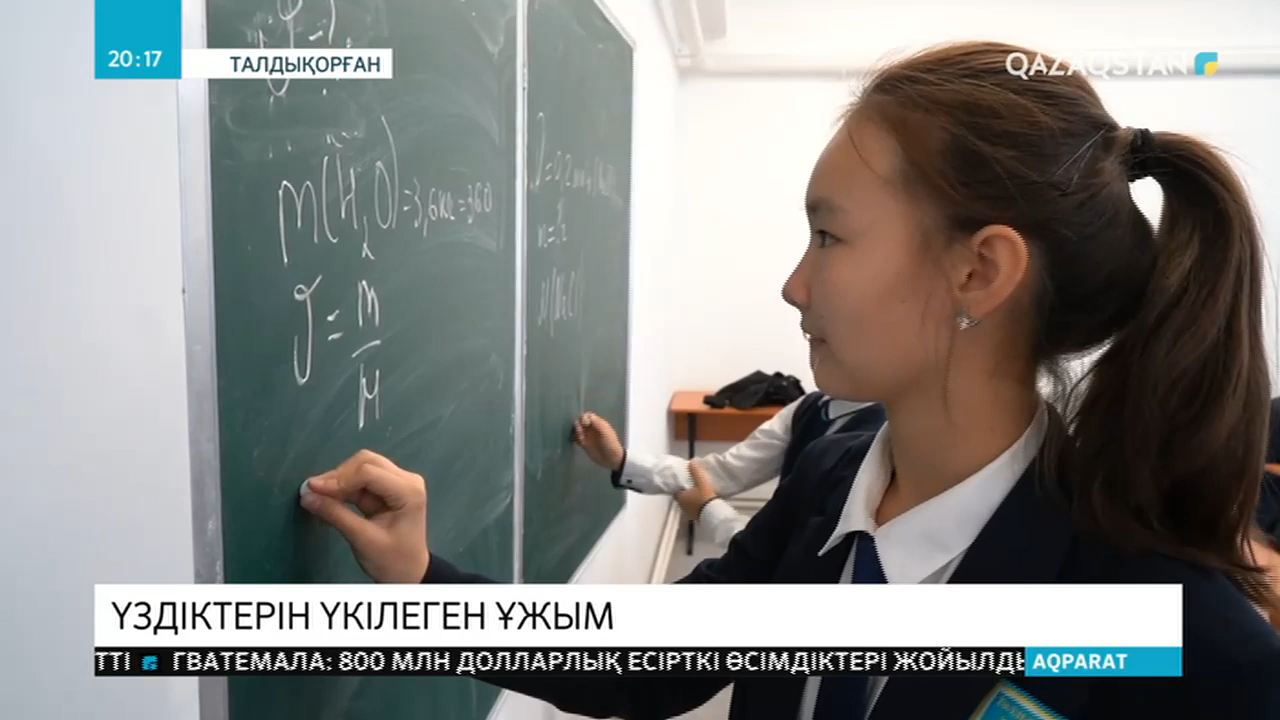 20:17
ТАЛДЫҚОРҒАН
QAZAQSTAN
m(H₂O)=3,6кг=360
J=m/M
ҮЗДІКТЕРІН ҮКІЛЕГЕН ҰЖЫМ
ТТІ ГВАТЕМАЛА: 800 МЛН ДОЛЛАРЛЫҚ ЕСІРТКІ ӨСІМДІКТЕРІ ЖОЙЫЛДЫ
AQPARAT